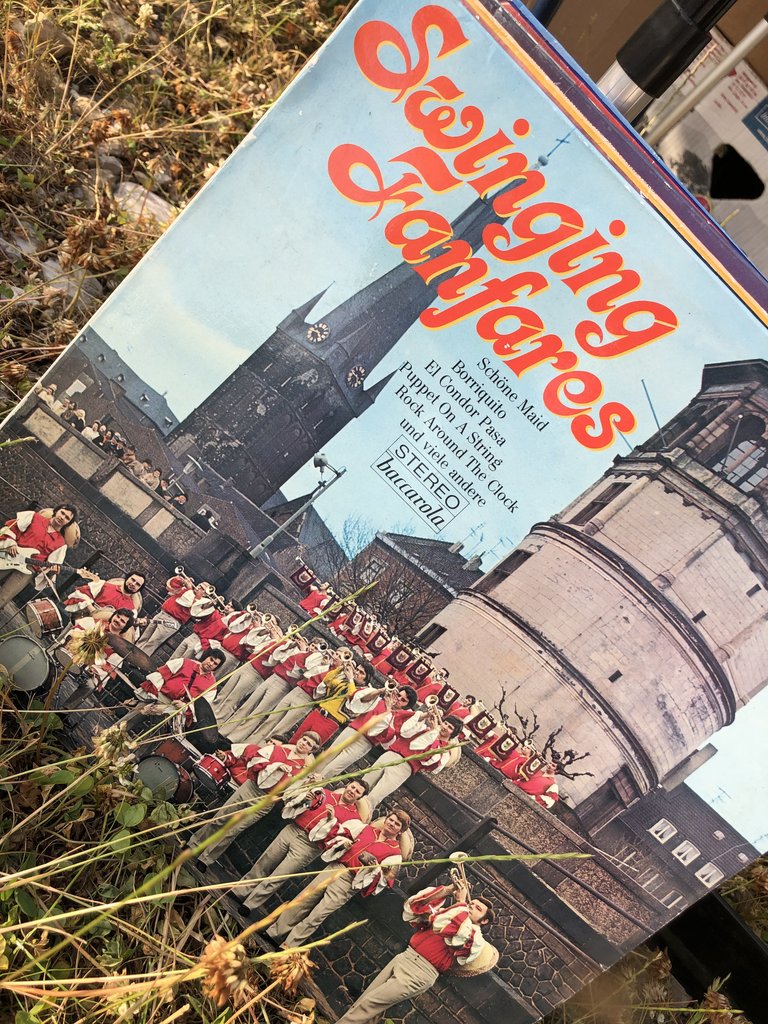 Swinging
Fanfares
Schöne Maid
Borriquito
El Condor Pasa
Puppet On A String
Rock Around The Clock
und viele andere
STEREO
baccarola